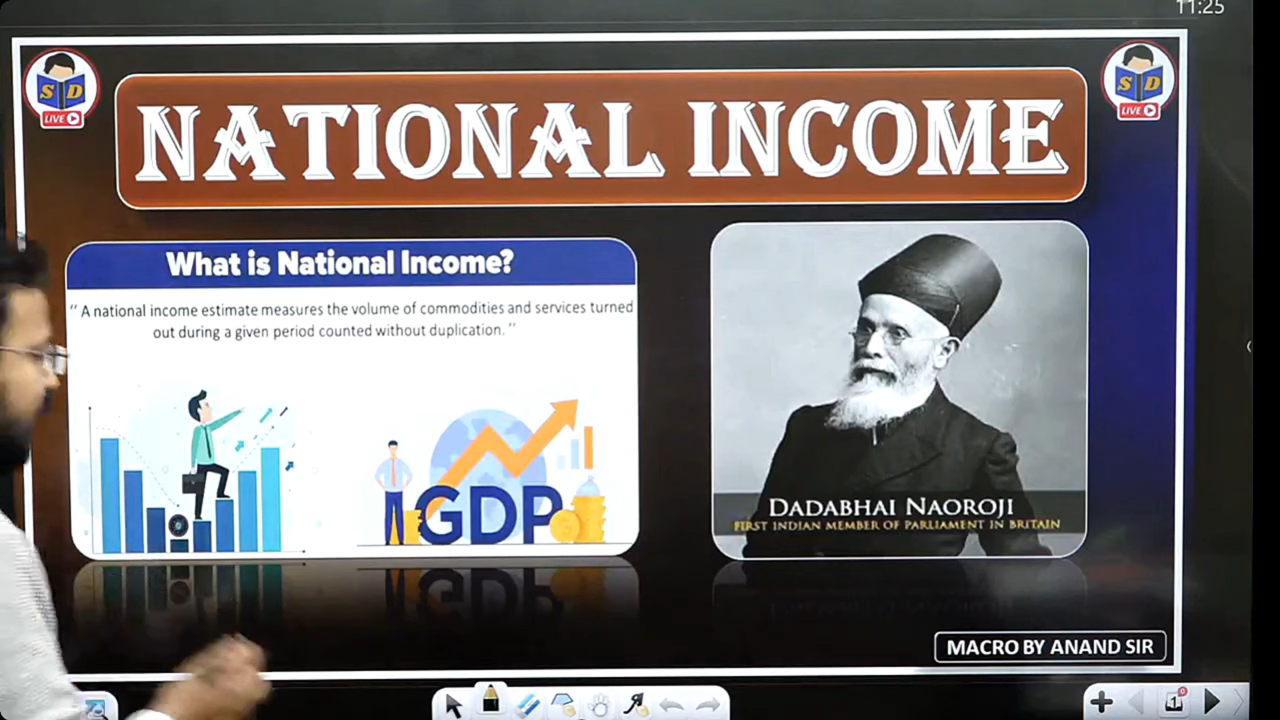 11:25
S D
LIVE
S D
LIVE
NATIONAL INCOME
What is National Income?
“ A national income estimate measures the volume of commodities and services turned
out during a given period counted without duplication. ”
GDP
DADABHAI NAOROJI
FIRST INDIAN MEMBER OF PARLIAMENT IN BRITAIN
MACRO BY ANAND SIR
1
0